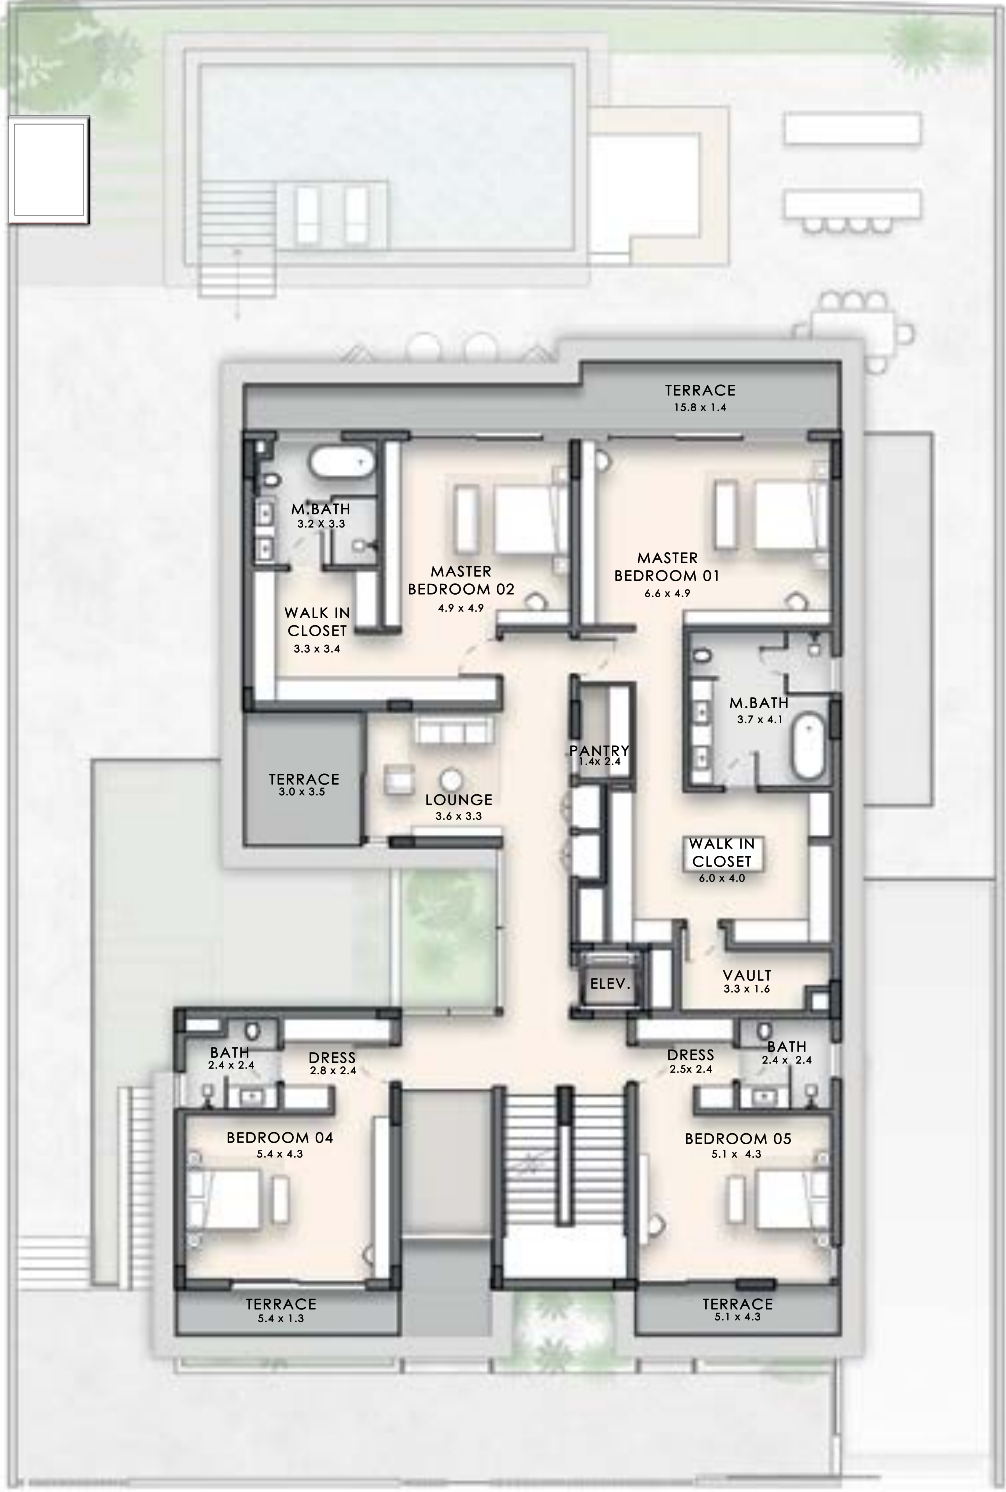 TERRACE
15.8 x 1.4
M.BATH
3.2 X 3.3
MASTER
BEDROOM 02
4.9 x 4.9
MASTER
BEDROOM 01
6.6 x 4.9
WALK IN
CLOSET
3.3 x 3.4
M.BATH
3.7 x 4.1
PANTRY
1.4x 2.4
TERRACE
3.0 x 3.5
LOUNGE
3.6 x 3.3
WALK IN
CLOSET
6.0 x 4.0
ELEV.
VAULT
3.3 x 1.6
BATH
2.4 x 2.4
DRESS
2.8 x 2.4
DRESS
2.5x 2.4
BATH
2.4 x 2.4
BEDROOM 04
5.4 x 4.3
BEDROOM 05
5.1 x 4.3
TERRACE
5.4 x 1.3
TERRACE
5.1 x 4.3